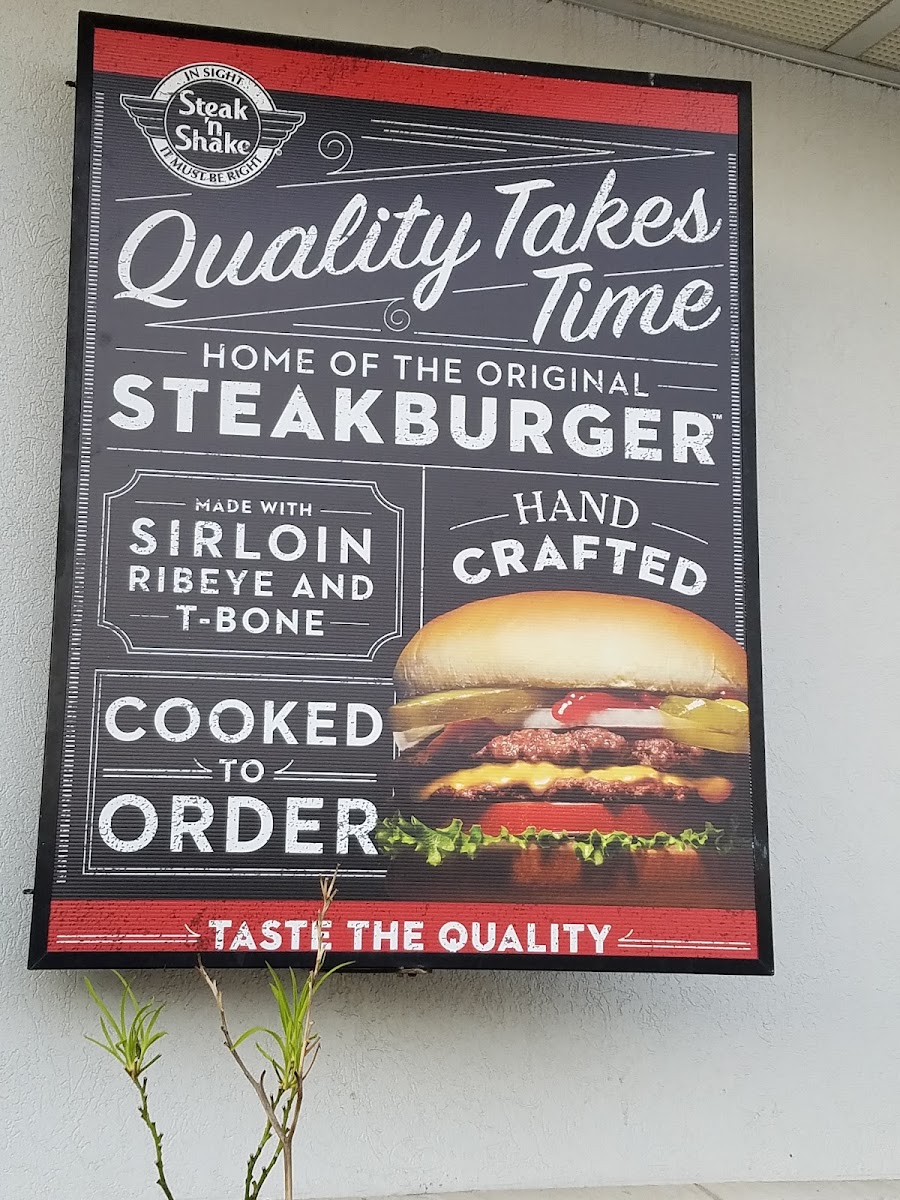 IN SIGHT
Steak
'n
Shake
®
IT MUST BE RIGHT
Quality Takes
Time
HOME OF THE ORIGINAL
STEAKBURGER™
MADE WITH
SIRLOIN
RIBEYE AND
T-BONE
HAND
CRAFTED
COOKED
TO
ORDER
TASTE THE QUALITY